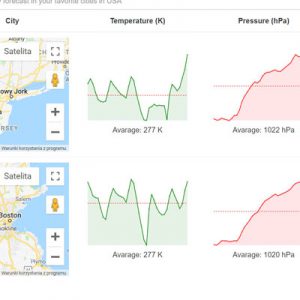 forecast in your favorite cities in USA
City Temperature (K) Pressure (hPa)
Satelita
owy Jork
ERSEY
Warunki korzystania z programu
Avarage: 277 K Avarage: 1022 hPa
Satelita
Boston
Plymo
Warunki korzystania z programu
Avarage: 277 K Avarage: 1020 hPa